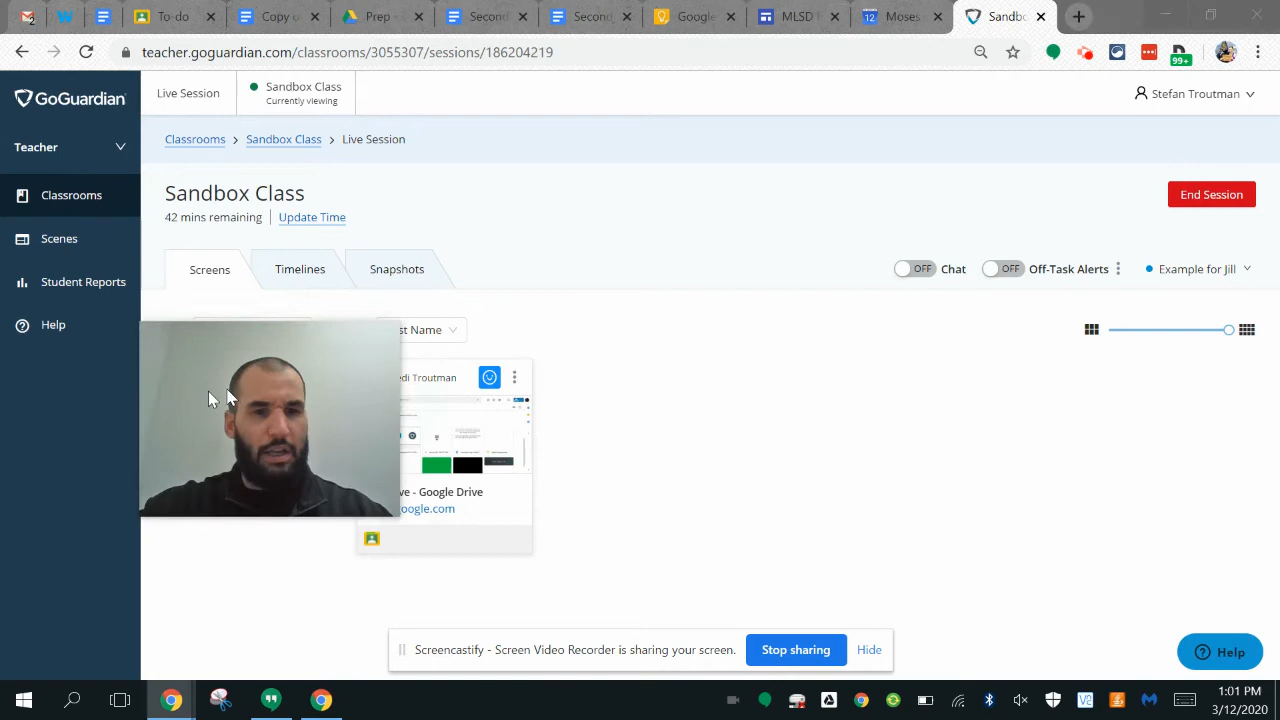 To-do
Copy
Prep
Secon
Second
Google
MLSD
12 Moses
Sandbo
teacher.goguardian.com/classrooms/3055307/sessions/186204219
99+
GoGuardian
Live Session
Sandbox Class
Currently viewing
Stefan Troutman
Teacher
Classrooms > Sandbox Class > Live Session
Classrooms
Sandbox Class
42 mins remaining
Update Time
End Session
Scenes
Screens
Timelines
Snapshots
OFF Chat
OFF Off-Task Alerts
Example for Jill
Student Reports
Help
st Name
edi Troutman
ve - Google Drive
oogle.com
Screencastify - Screen Video Recorder is sharing your screen.
Stop sharing
Hide
Help
1:01 PM
3/12/2020